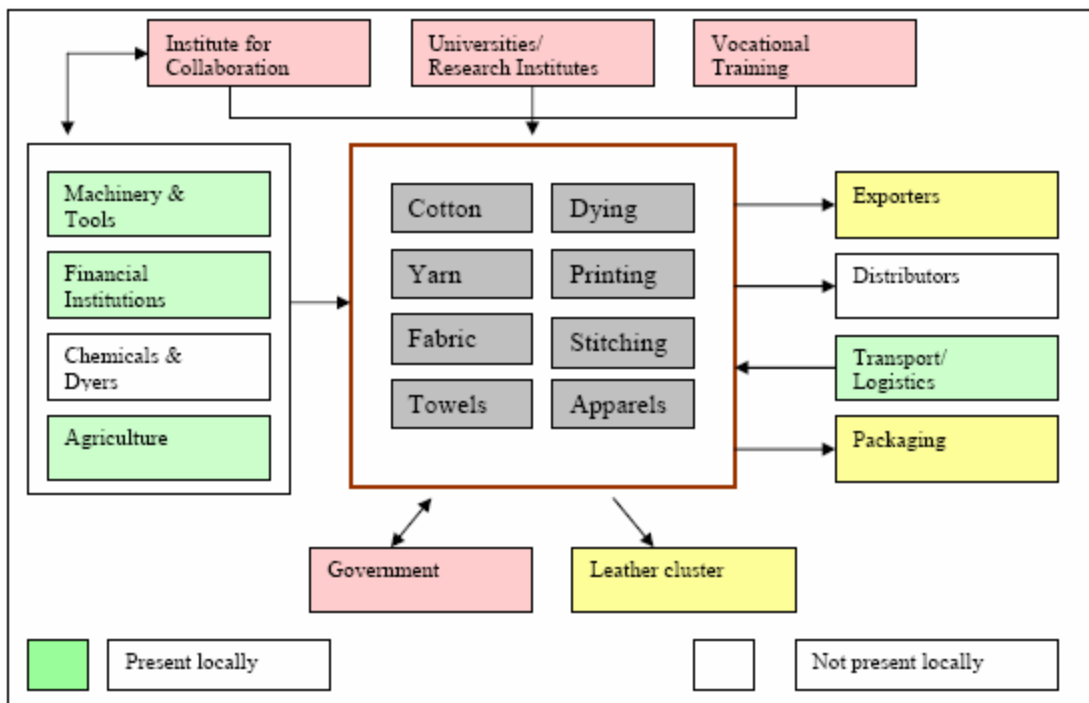 Institute for
Collaboration
Universities/
Research Institutes
Vocational
Training
Machinery &
Tools
Financial
Institutions
Chemicals &
Dyers
Agriculture
Cotton
Dying
Yarn
Printing
Fabric
Stitching
Towels
Apparels
Exporters
Distributors
Transport/
Logistics
Packaging
Government
Leather cluster
Present locally
Not present locally